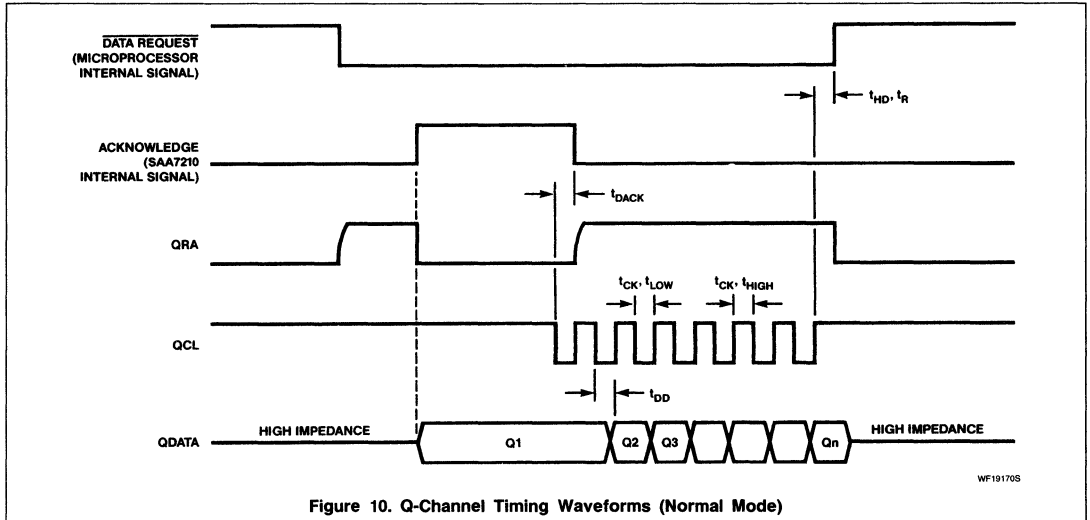 DATA REQUEST
(MICROPROCESSOR
INTERNAL SIGNAL)
tHD, tR
ACKNOWLEDGE
(SAA7210
INTERNAL SIGNAL)
tDACK
QRA
tCK, tLOW
tCK, tHIGH
QCL
tDD
QDATA
HIGH IMPEDANCE
Q1
Q2
Q3
Qn
HIGH IMPEDANCE
WF19170S
Figure 10. Q-Channel Timing Waveforms (Normal Mode)